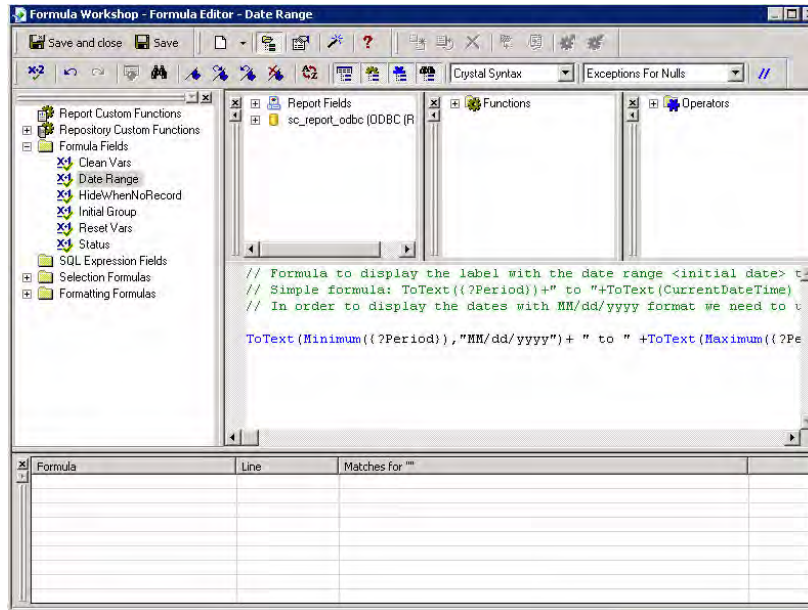 Formula Workshop - Formula Editor - Date Range
Save and close Save
Crystal Syntax Exceptions For Nulls
Report Custom Functions
Repository Custom Functions
Formula Fields
Clean Vars
Date Range
HideWhenNoRecord
Initial Group
Reset Vars
Status
SQL Expression Fields
Selection Formulas
Formatting Formulas
Report Fields
sc_report_odbc (ODBC (R
Functions
Operators
// Formula to display the label with the date range <initial date> t
// Simple formula: ToText((?Period))+" to "+ToText(CurrentDateTime)
// In order to display the dates with MM/dd/yyyy format we need to u
ToText(Minimum((?Period)),"MM/dd/yyyy")+ " to " +ToText(Maximum((?Pe
Formula Line Matches for ""